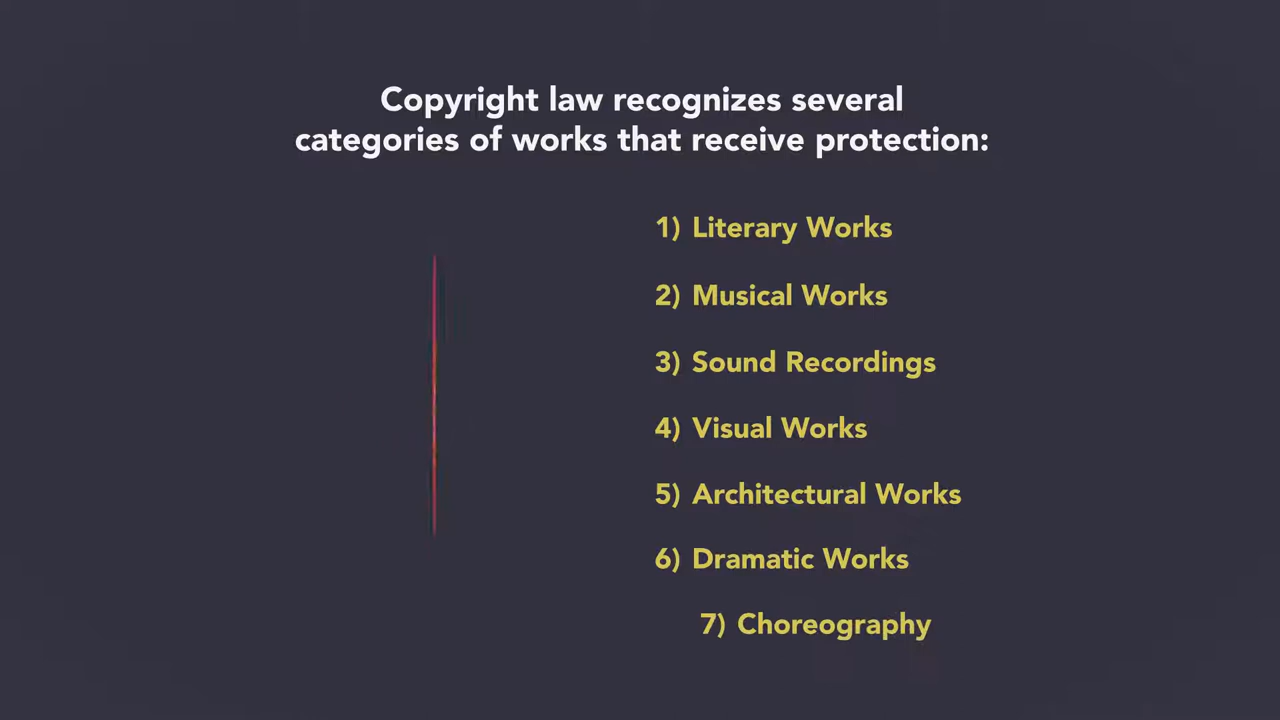 Copyright law recognizes several
categories of works that receive protection:
1) Literary Works
2) Musical Works
3) Sound Recordings
4) Visual Works
5) Architectural Works
6) Dramatic Works
7) Choreography